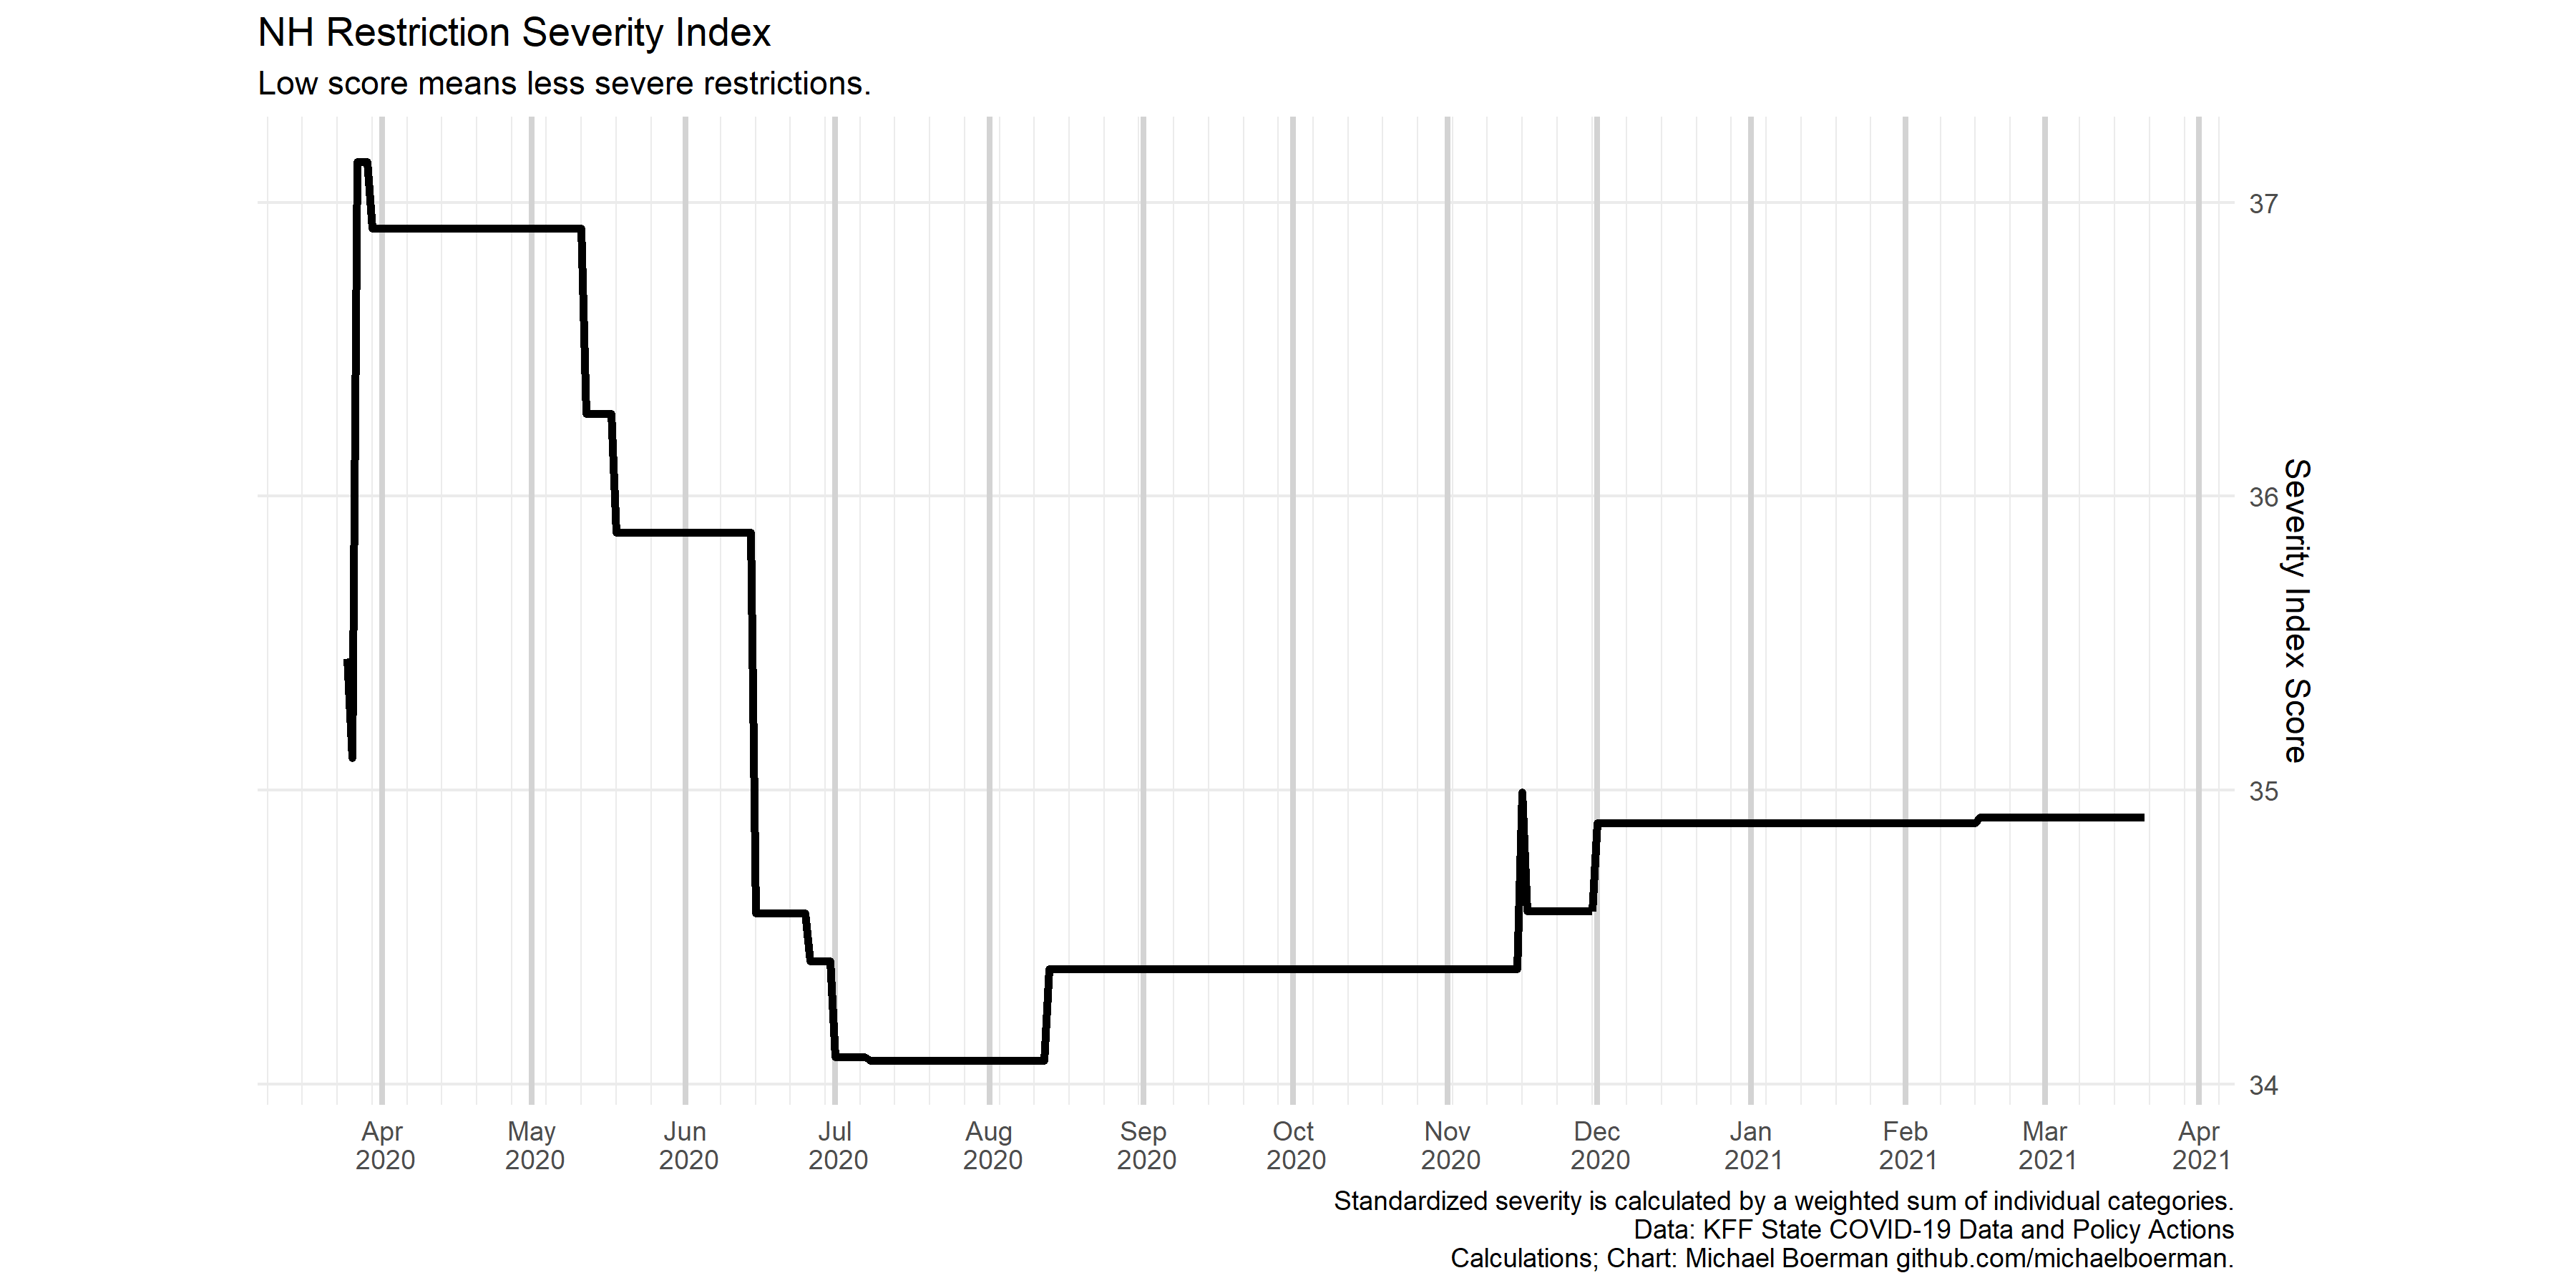 NH Restriction Severity Index
Low score means less severe restrictions.
37
36
35
34
Severity Index Score
Apr May Jun Jul Aug Sep Oct Nov Dec Jan Feb Mar Apr
2020 2020 2020 2020 2020 2020 2020 2020 2020 2021 2021 2021 2021
Standardized severity is calculated by a weighted sum of individual categories.
Data: KFF State COVID-19 Data and Policy Actions
Calculations; Chart: Michael Boerman github.com/michaelboerman.